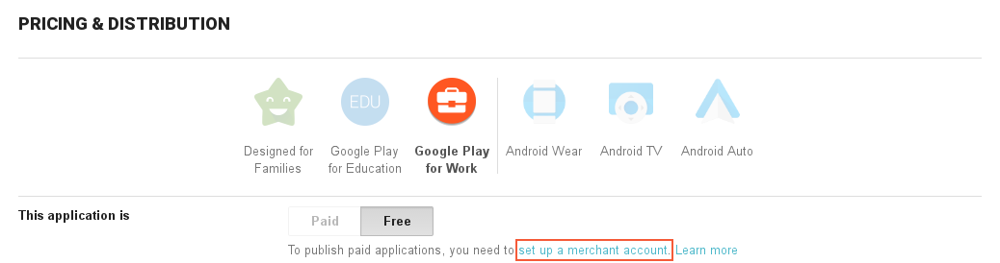 PRICING & DISTRIBUTION
EDU
Designed for
Families
Google Play
for Education
Google Play
for Work
Android Wear
Android TV
Android Auto
This application is
Paid
Free
To publish paid applications, you need to set up a merchant account. Learn more